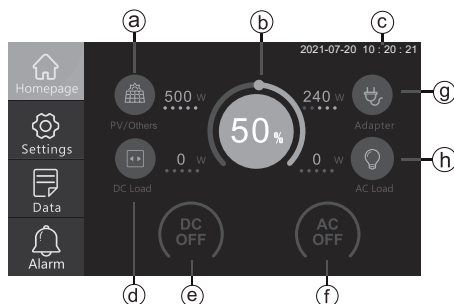 a b c
2021-07-20 10 : 20 : 21
Homepage
500 W
240 W
g
PV/Others
50%
Adapter
Settings
0 W
0 W
h
DC Load
AC Load
Data
DC
OFF
AC
OFF
Alarm
d e f